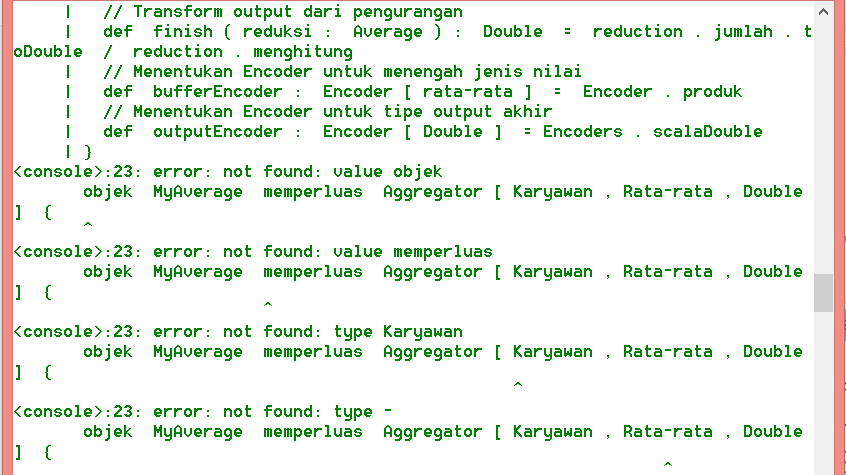 | // Transform output dari pengurangan
| def finish ( reduksi : Average ) : Double = reduction . jumlah . t
oDouble / reduction . menghitung
| // Menentukan Encoder untuk menengah jenis nilai
| def bufferEncoder : Encoder [ rata-rata ] = Encoder . produk
| // Menentukan Encoder untuk tipe output akhir
| def outputEncoder : Encoder [ Double ] = Encoders . scalaDouble
| }
<console>:23: error: not found: value objek
objek MyAverage memperluas Aggregator [ Karyawan , Rata-rata , Double
] {
^
<console>:23: error: not found: value memperluas
objek MyAverage memperluas Aggregator [ Karyawan , Rata-rata , Double
] {
^
<console>:23: error: not found: type Karyawan
objek MyAverage memperluas Aggregator [ Karyawan , Rata-rata , Double
] {
^
<console>:23: error: not found: type -
objek MyAverage memperluas Aggregator [ Karyawan , Rata-rata , Double
] {
^